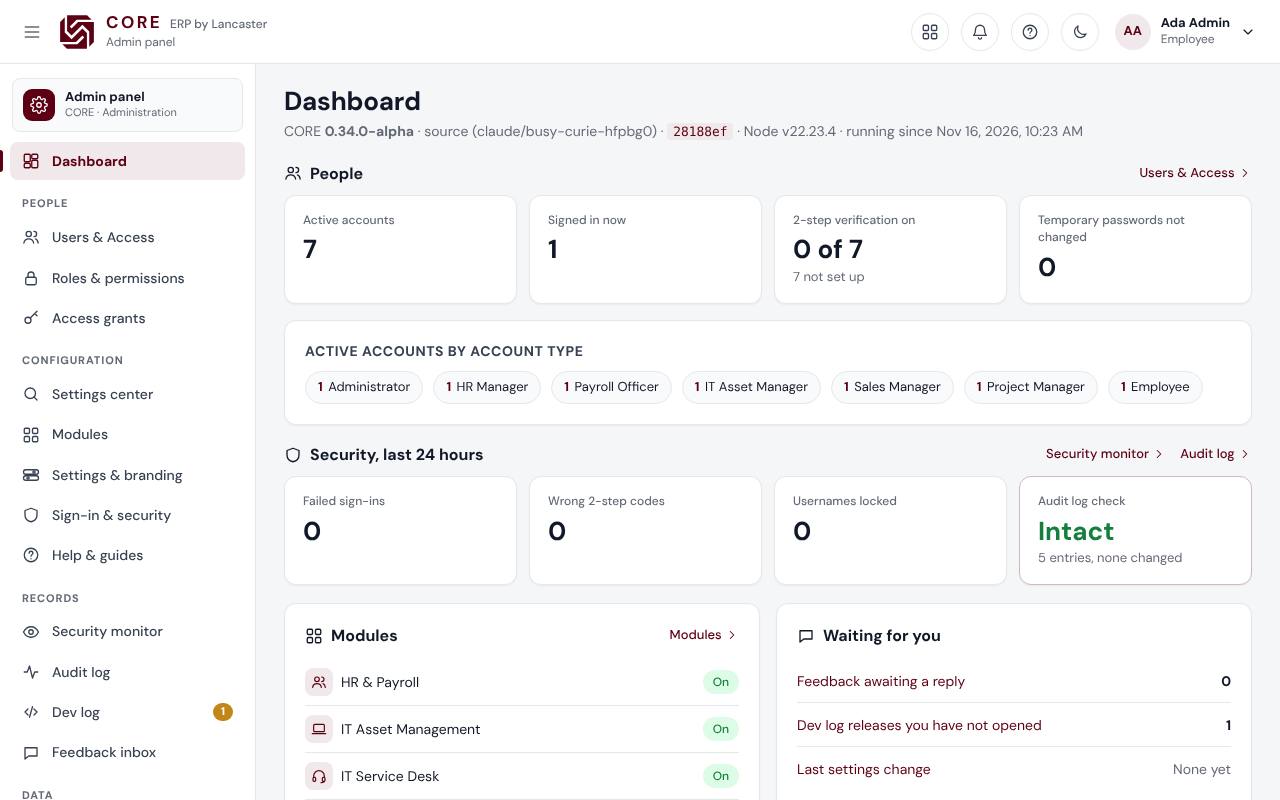 CORE ERP by Lancaster
Admin panel
AA
Ada Admin
Employee
Admin panel
CORE · Administration
Dashboard
PEOPLE
Users & Access
Roles & permissions
Access grants
CONFIGURATION
Settings center
Modules
Settings & branding
Sign-in & security
Help & guides
RECORDS
Security monitor
Audit log
Dev log 1
Feedback inbox
DATA
Dashboard
CORE 0.34.0-alpha · source (claude/busy-curie-hfpbg0) · 28188ef · Node v22.23.4 · running since Nov 16, 2026, 10:23 AM
People
Users & Access
Active accounts
7
Signed in now
1
2-step verification on
0 of 7
7 not set up
Temporary passwords not
changed
0
ACTIVE ACCOUNTS BY ACCOUNT TYPE
1 Administrator 1 HR Manager 1 Payroll Officer 1 IT Asset Manager 1 Sales Manager 1 Project Manager 1 Employee
Security, last 24 hours
Security monitor Audit log
Failed sign-ins
0
Wrong 2-step codes
0
Usernames locked
0
Audit log check
Intact
5 entries, none changed
Modules
Modules
HR & Payroll On
IT Asset Management On
IT Service Desk On
Waiting for you
Feedback awaiting a reply 0
Dev log releases you have not opened 1
Last settings change None yet